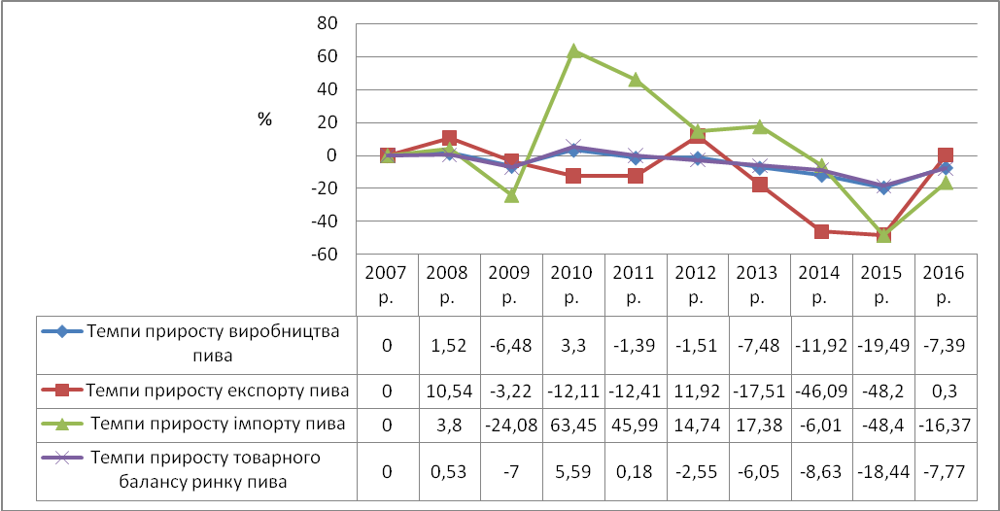 80
60
40
20
0
-20
-40
-60
%
2007 2008 2009 2010 2011 2012 2013 2014 2015 2016
р. р. р. р. р. р. р. р. р. р.
Темпи приросту виробництва
пива
0 1,52 -6,48 3,3 -1,39 -1,51 -7,48 -11,92 -19,49 -7,39
Темпи приросту експорту пива 0 10,54 -3,22 -12,11 -12,41 11,92 -17,51 -46,09 -48,2 0,3
Темпи приросту імпорту пива 0 3,8 -24,08 63,45 45,99 14,74 17,38 -6,01 -48,4 -16,37
Темпи приросту товарного
балансу ринку пива
0 0,53 -7 5,59 0,18 -2,55 -6,05 -8,63 -18,44 -7,77